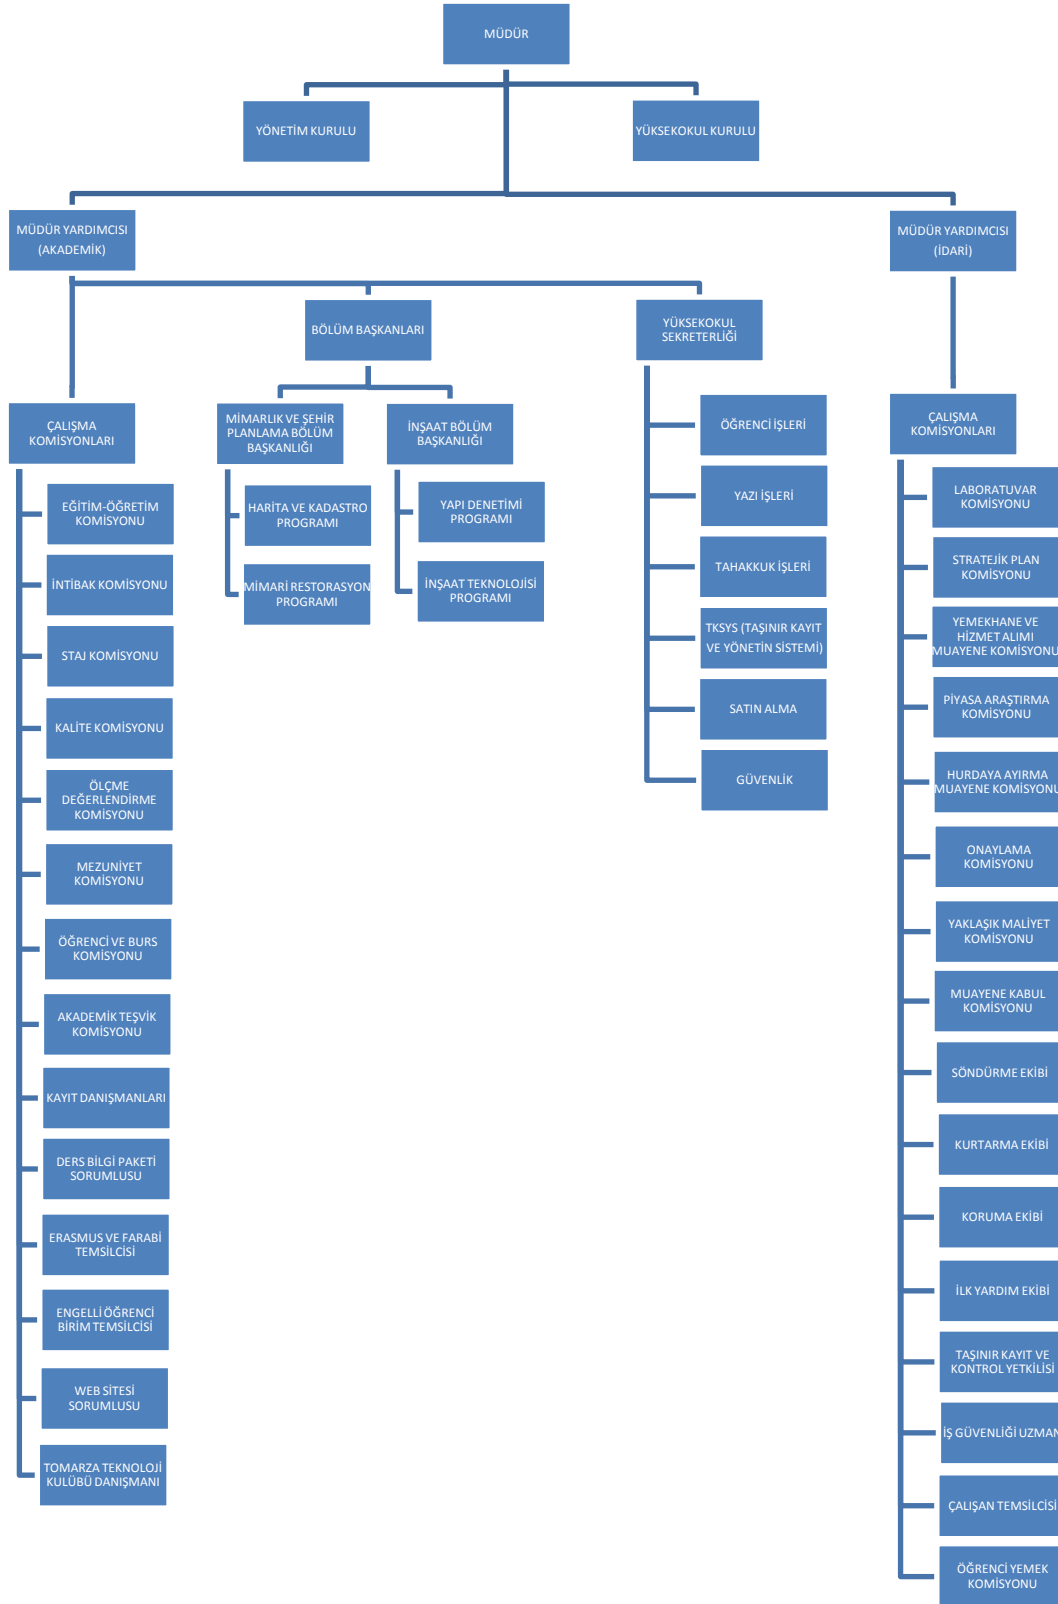 MÜDÜR
YÖNETİM KURULU
YÜKSEKOKUL KURULU
MÜDÜR YARDIMCISI
(AKADEMİK)
MÜDÜR YARDIMCISI
(İDARİ)
BÖLÜM BAŞKANLARI
YÜKSEKOKUL
SEKRETERLİĞİ
ÇALIŞMA
KOMİSYONLARI
EĞİTİM-ÖĞRETİM
KOMİSYONU
İNTİBAK KOMİSYONU
STAJ KOMİSYONU
KALİTE KOMİSYONU
ÖLÇME
DEĞERLENDİRME
KOMİSYONU
MEZUNİYET
KOMİSYONU
ÖĞRENCİ VE BURS
KOMİSYONU
AKADEMİK TEŞVİK
KOMİSYONU
KAYIT DANIŞMANLARI
DERS BİLGİ PAKETİ
SORUMLUSU
ERASMUS VE FARABİ
TEMSİLCİSİ
ENGELLİ ÖĞRENCİ
BİRİM TEMSİLCİSİ
WEB SİTESİ
SORUMLUSU
TOMARZA TEKNOLOJİ
KULÜBÜ DANIŞMANI
MİMARLIK VE ŞEHİR
PLANLAMA BÖLÜM
BAŞKANLIĞI
HARİTA VE KADASTRO
PROGRAMI
MİMARİ RESTORASYON
PROGRAMI
İNŞAAT BÖLÜM
BAŞKANLIĞI
YAPI DENETİMİ
PROGRAMI
İNŞAAT TEKNOLOJİSİ
PROGRAMI
ÖĞRENCİ İŞLERİ
YAZI İŞLERİ
TAHAKKUK İŞLERİ
TKSYS (TAŞINIR KAYIT
VE YÖNETİN SİSTEMİ)
SATIN ALMA
GÜVENLİK
ÇALIŞMA
KOMİSYONLARI
LABORATUVAR
KOMİSYONU
STRATEJİK PLAN
KOMİSYONU
YEMEKHANE VE
HİZMET ALIMI
MUAYENE KOMİSYONU
PİYASA ARAŞTIRMA
KOMİSYONU
HURDAYA AYIRMA
MUAYENE KOMİSYONU
ONAYLAMA
KOMİSYONU
YAKLAŞIK MALİYET
KOMİSYONU
MUAYENE KABUL
KOMİSYONU
SÖNDÜRME EKİBİ
KURTARMA EKİBİ
KORUMA EKİBİ
İLK YARDIM EKİBİ
TAŞINIR KAYIT VE
KONTROL YETKİLİSİ
İŞ GÜVENLİĞİ UZMAN
ÇALIŞAN TEMSİLCİSİ
ÖĞRENCİ YEMEK
KOMİSYONU